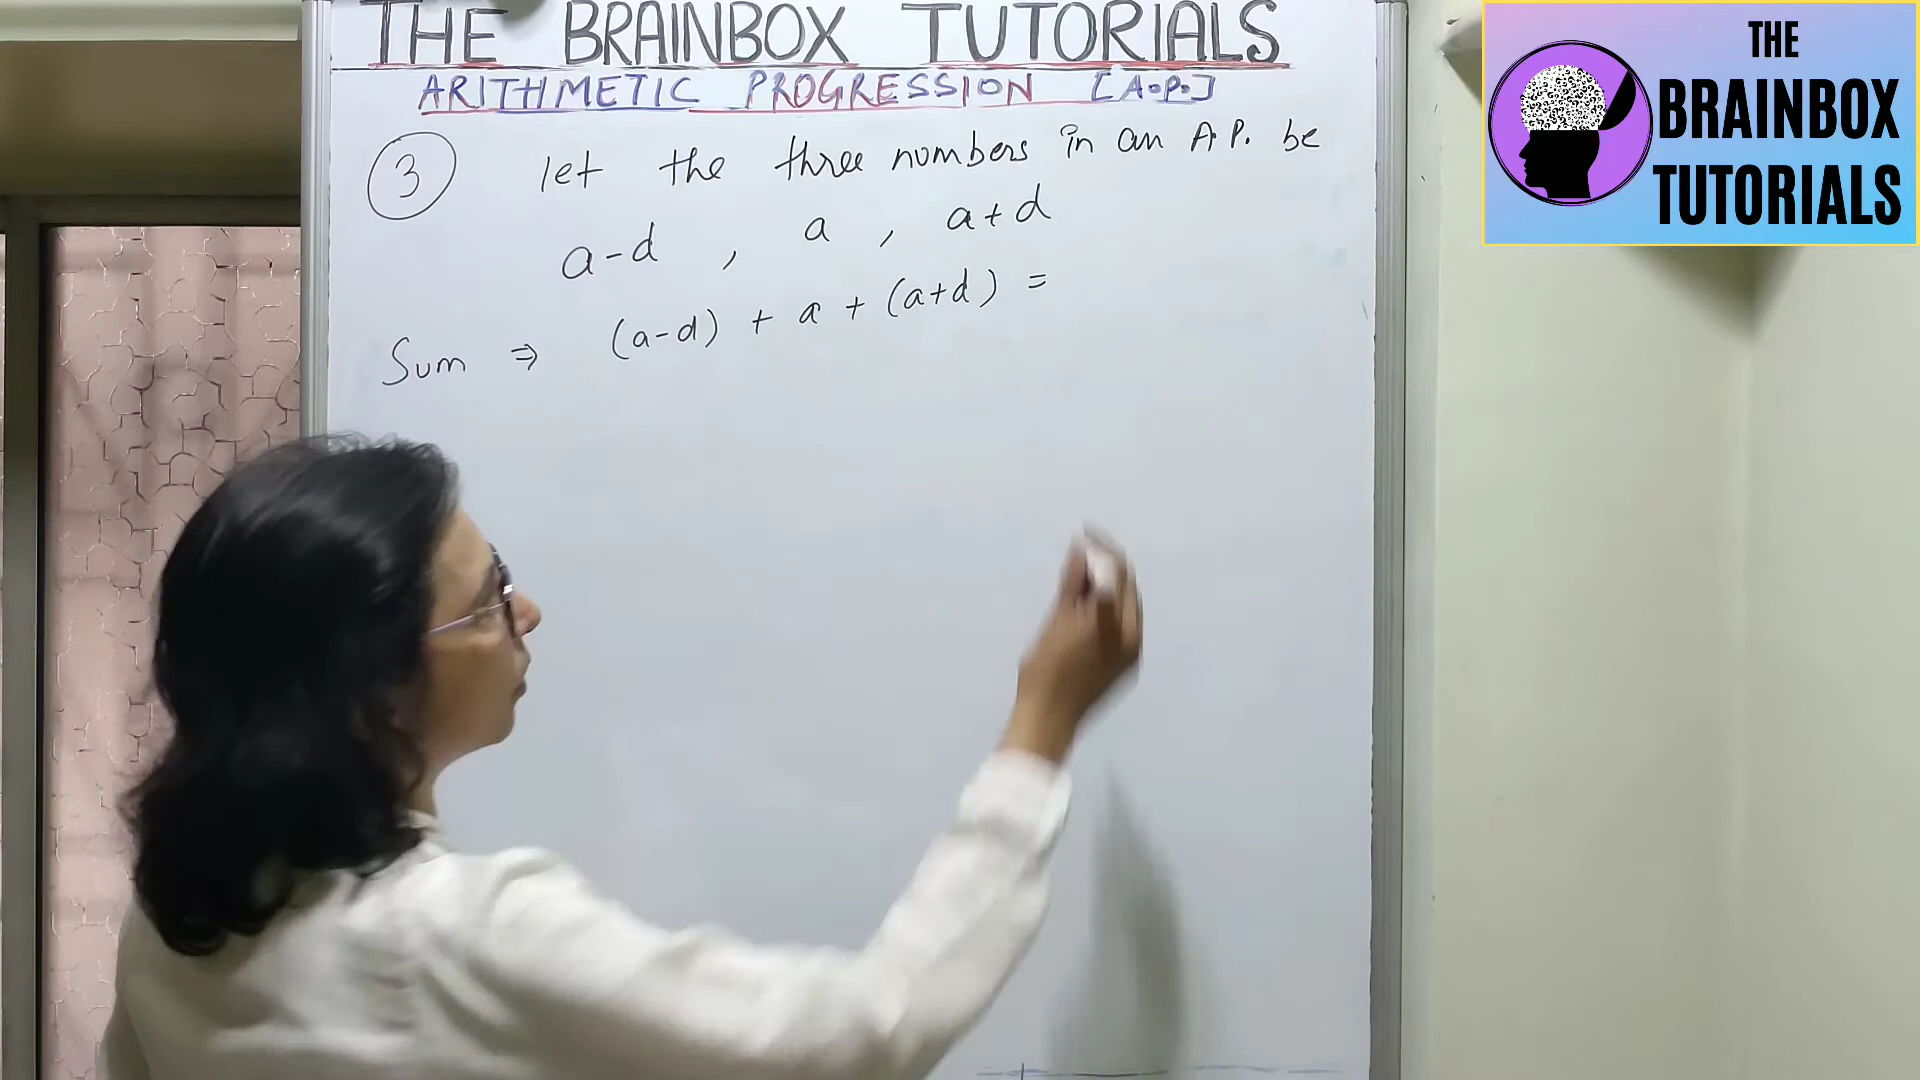 THE BRAINBOX TUTORIALS
ARITHMETIC PROGRESSION [A.P.]
3 let the three numbers in an A.P. be
a-d , a , a+d
Sum ⇒ (a-d) + a + (a+d) =
THE
BRAINBOX
TUTORIALS